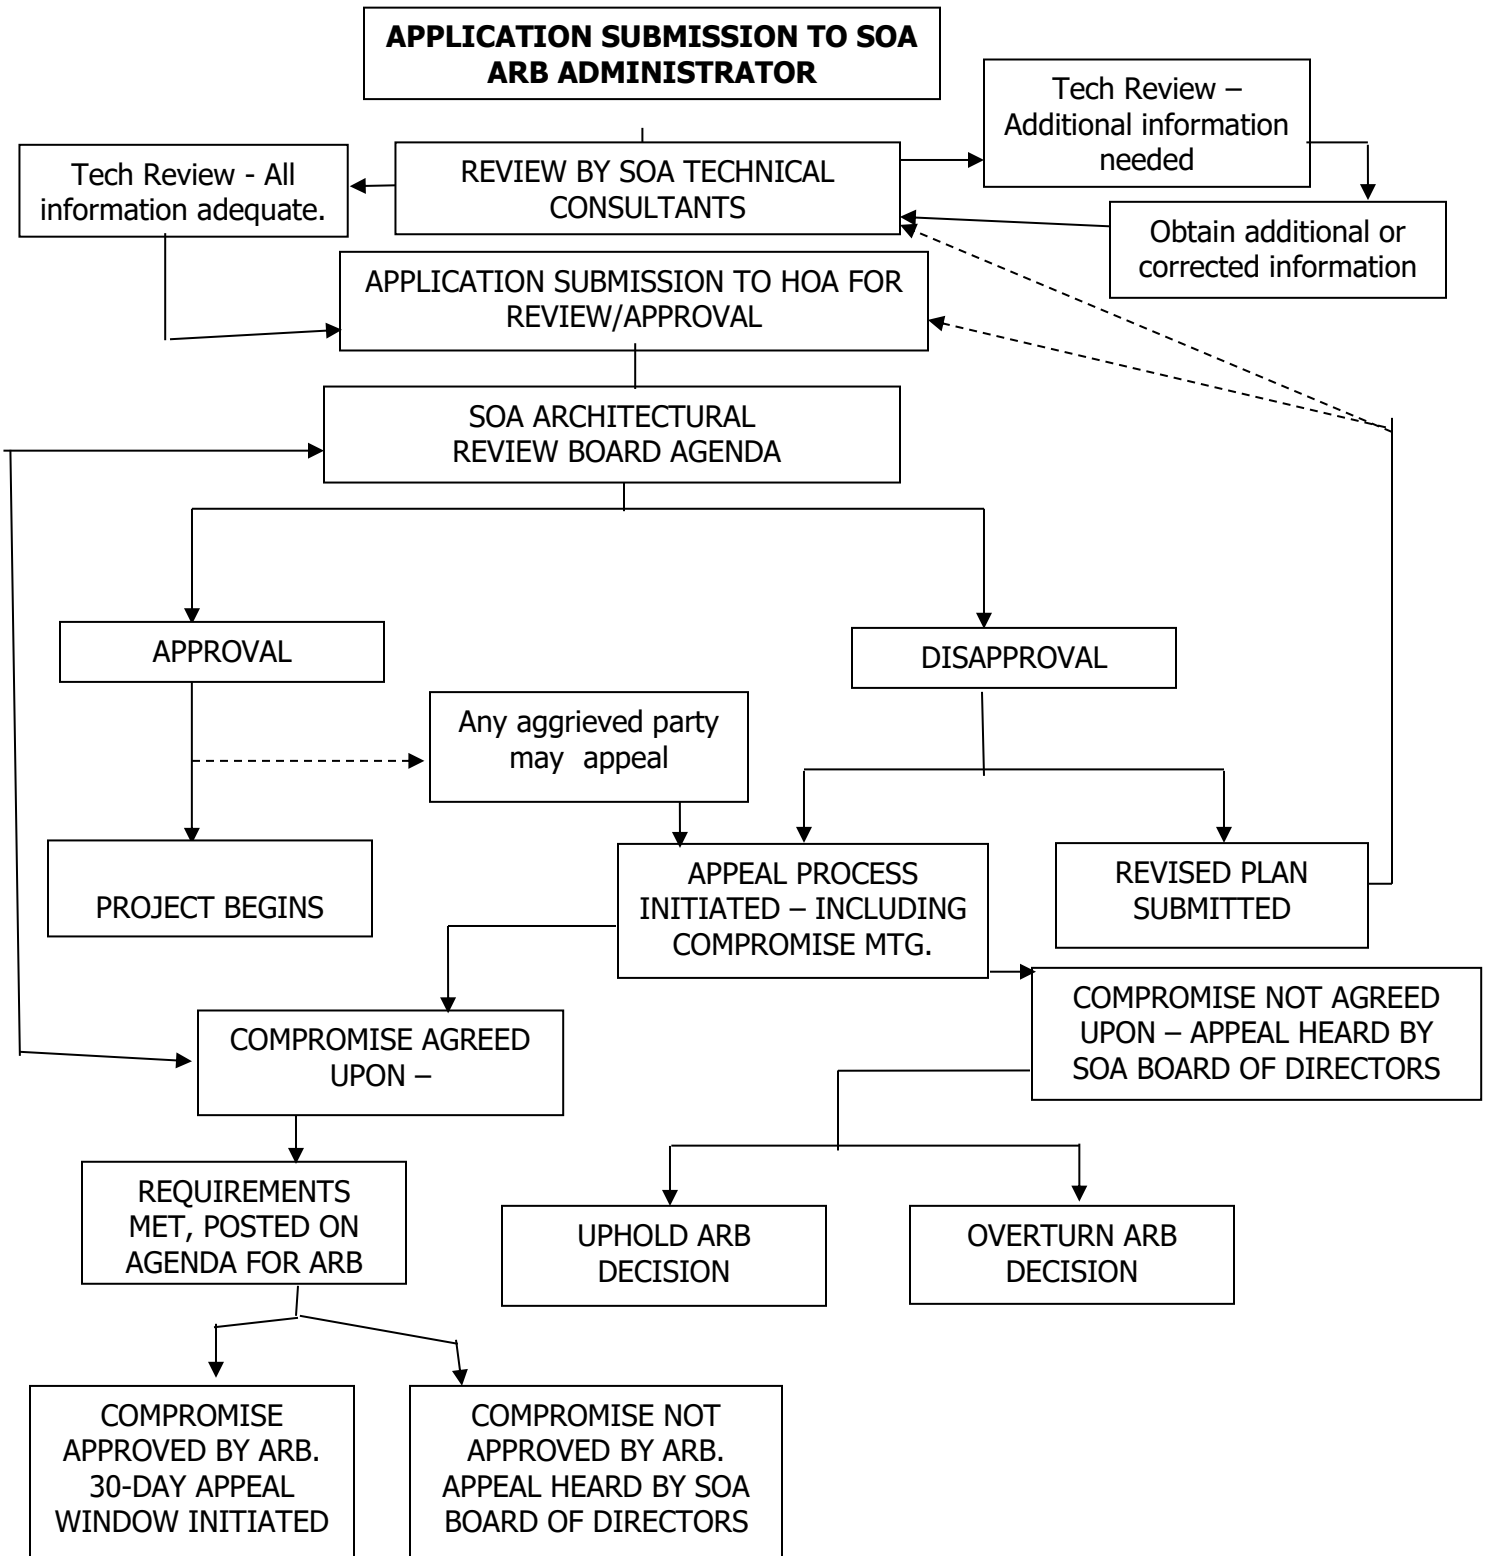 APPLICATION SUBMISSION TO SOA
ARB ADMINISTRATOR
Tech Review –
Additional information
needed
Tech Review - All
information adequate.
REVIEW BY SOA TECHNICAL
CONSULTANTS
Obtain additional or
corrected information
APPLICATION SUBMISSION TO HOA FOR
REVIEW/APPROVAL
SOA ARCHITECTURAL
REVIEW BOARD AGENDA
APPROVAL
DISAPPROVAL
Any aggrieved party
may  appeal
PROJECT BEGINS
APPEAL PROCESS
INITIATED – INCLUDING
COMPROMISE MTG.
REVISED PLAN
SUBMITTED
COMPROMISE AGREED
UPON –
COMPROMISE NOT AGREED
UPON – APPEAL HEARD BY
SOA BOARD OF DIRECTORS
REQUIREMENTS
MET, POSTED ON
AGENDA FOR ARB
UPHOLD ARB
DECISION
OVERTURN ARB
DECISION
COMPROMISE
APPROVED BY ARB.
30-DAY APPEAL
WINDOW INITIATED
COMPROMISE NOT
APPROVED BY ARB.
APPEAL HEARD BY SOA
BOARD OF DIRECTORS